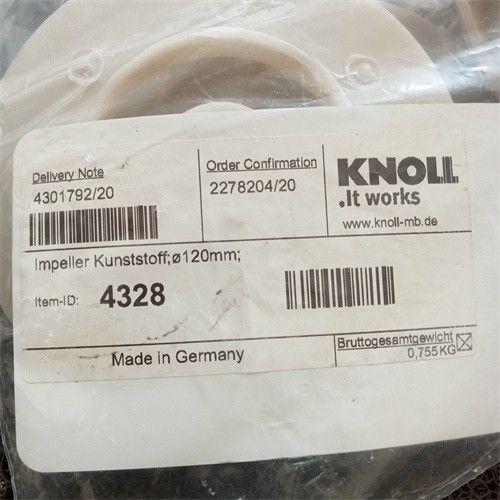 Delivery Note
4301792/20
Order Confirmation
2278204/20
KNOLL
.It works
www.knoll-mb.de
Impeller Kunststoff;ø120mm;
Item-ID: 4328
Made in Germany
Bruttogesamtgewicht
0,755KG